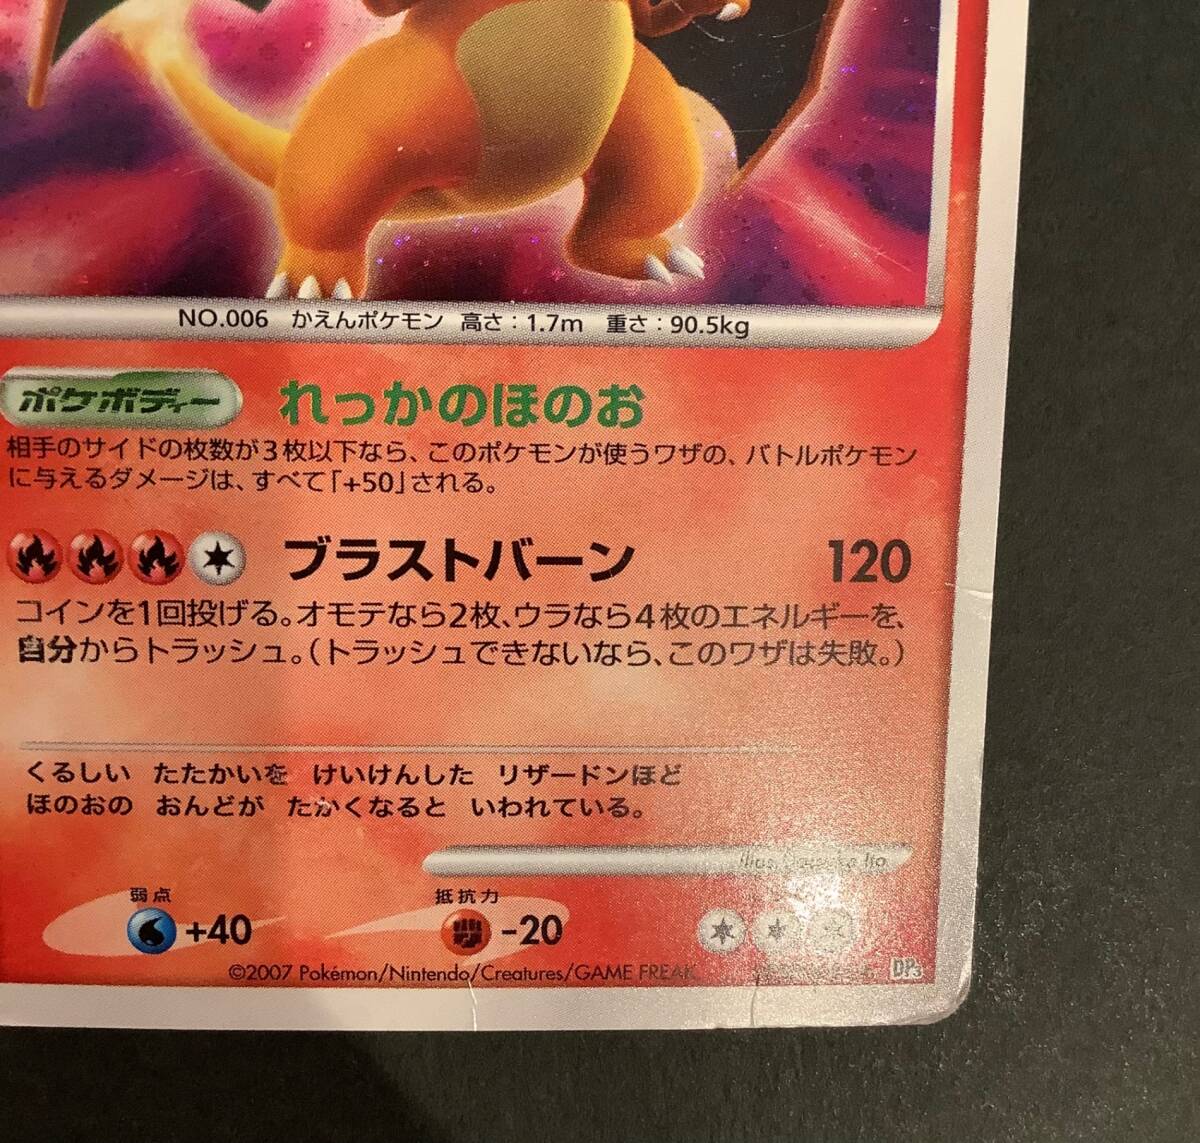 NO.006 かえんポケモン 高さ:1.7m 重さ:90.5kg
ポケボディー れっかのほのお
相手のサイドの枚数が3枚以下なら、このポケモンが使うワザの、バトルポケモン
に与えるダメージは、すべて「+50」される。
ブラストバーン 120
コインを1回投げる。オモテなら2枚、ウラなら4枚のエネルギーを、
自分からトラッシュ。(トラッシュできないなら、このワザは失敗。)
くるしい たたかいを けいけんした リザードンほど
ほのおの おんどが たかくなると いわれている。
弱点 +40 抵抗力 -20
©2007 Pokémon/Nintendo/Creatures/GAME FREAK.